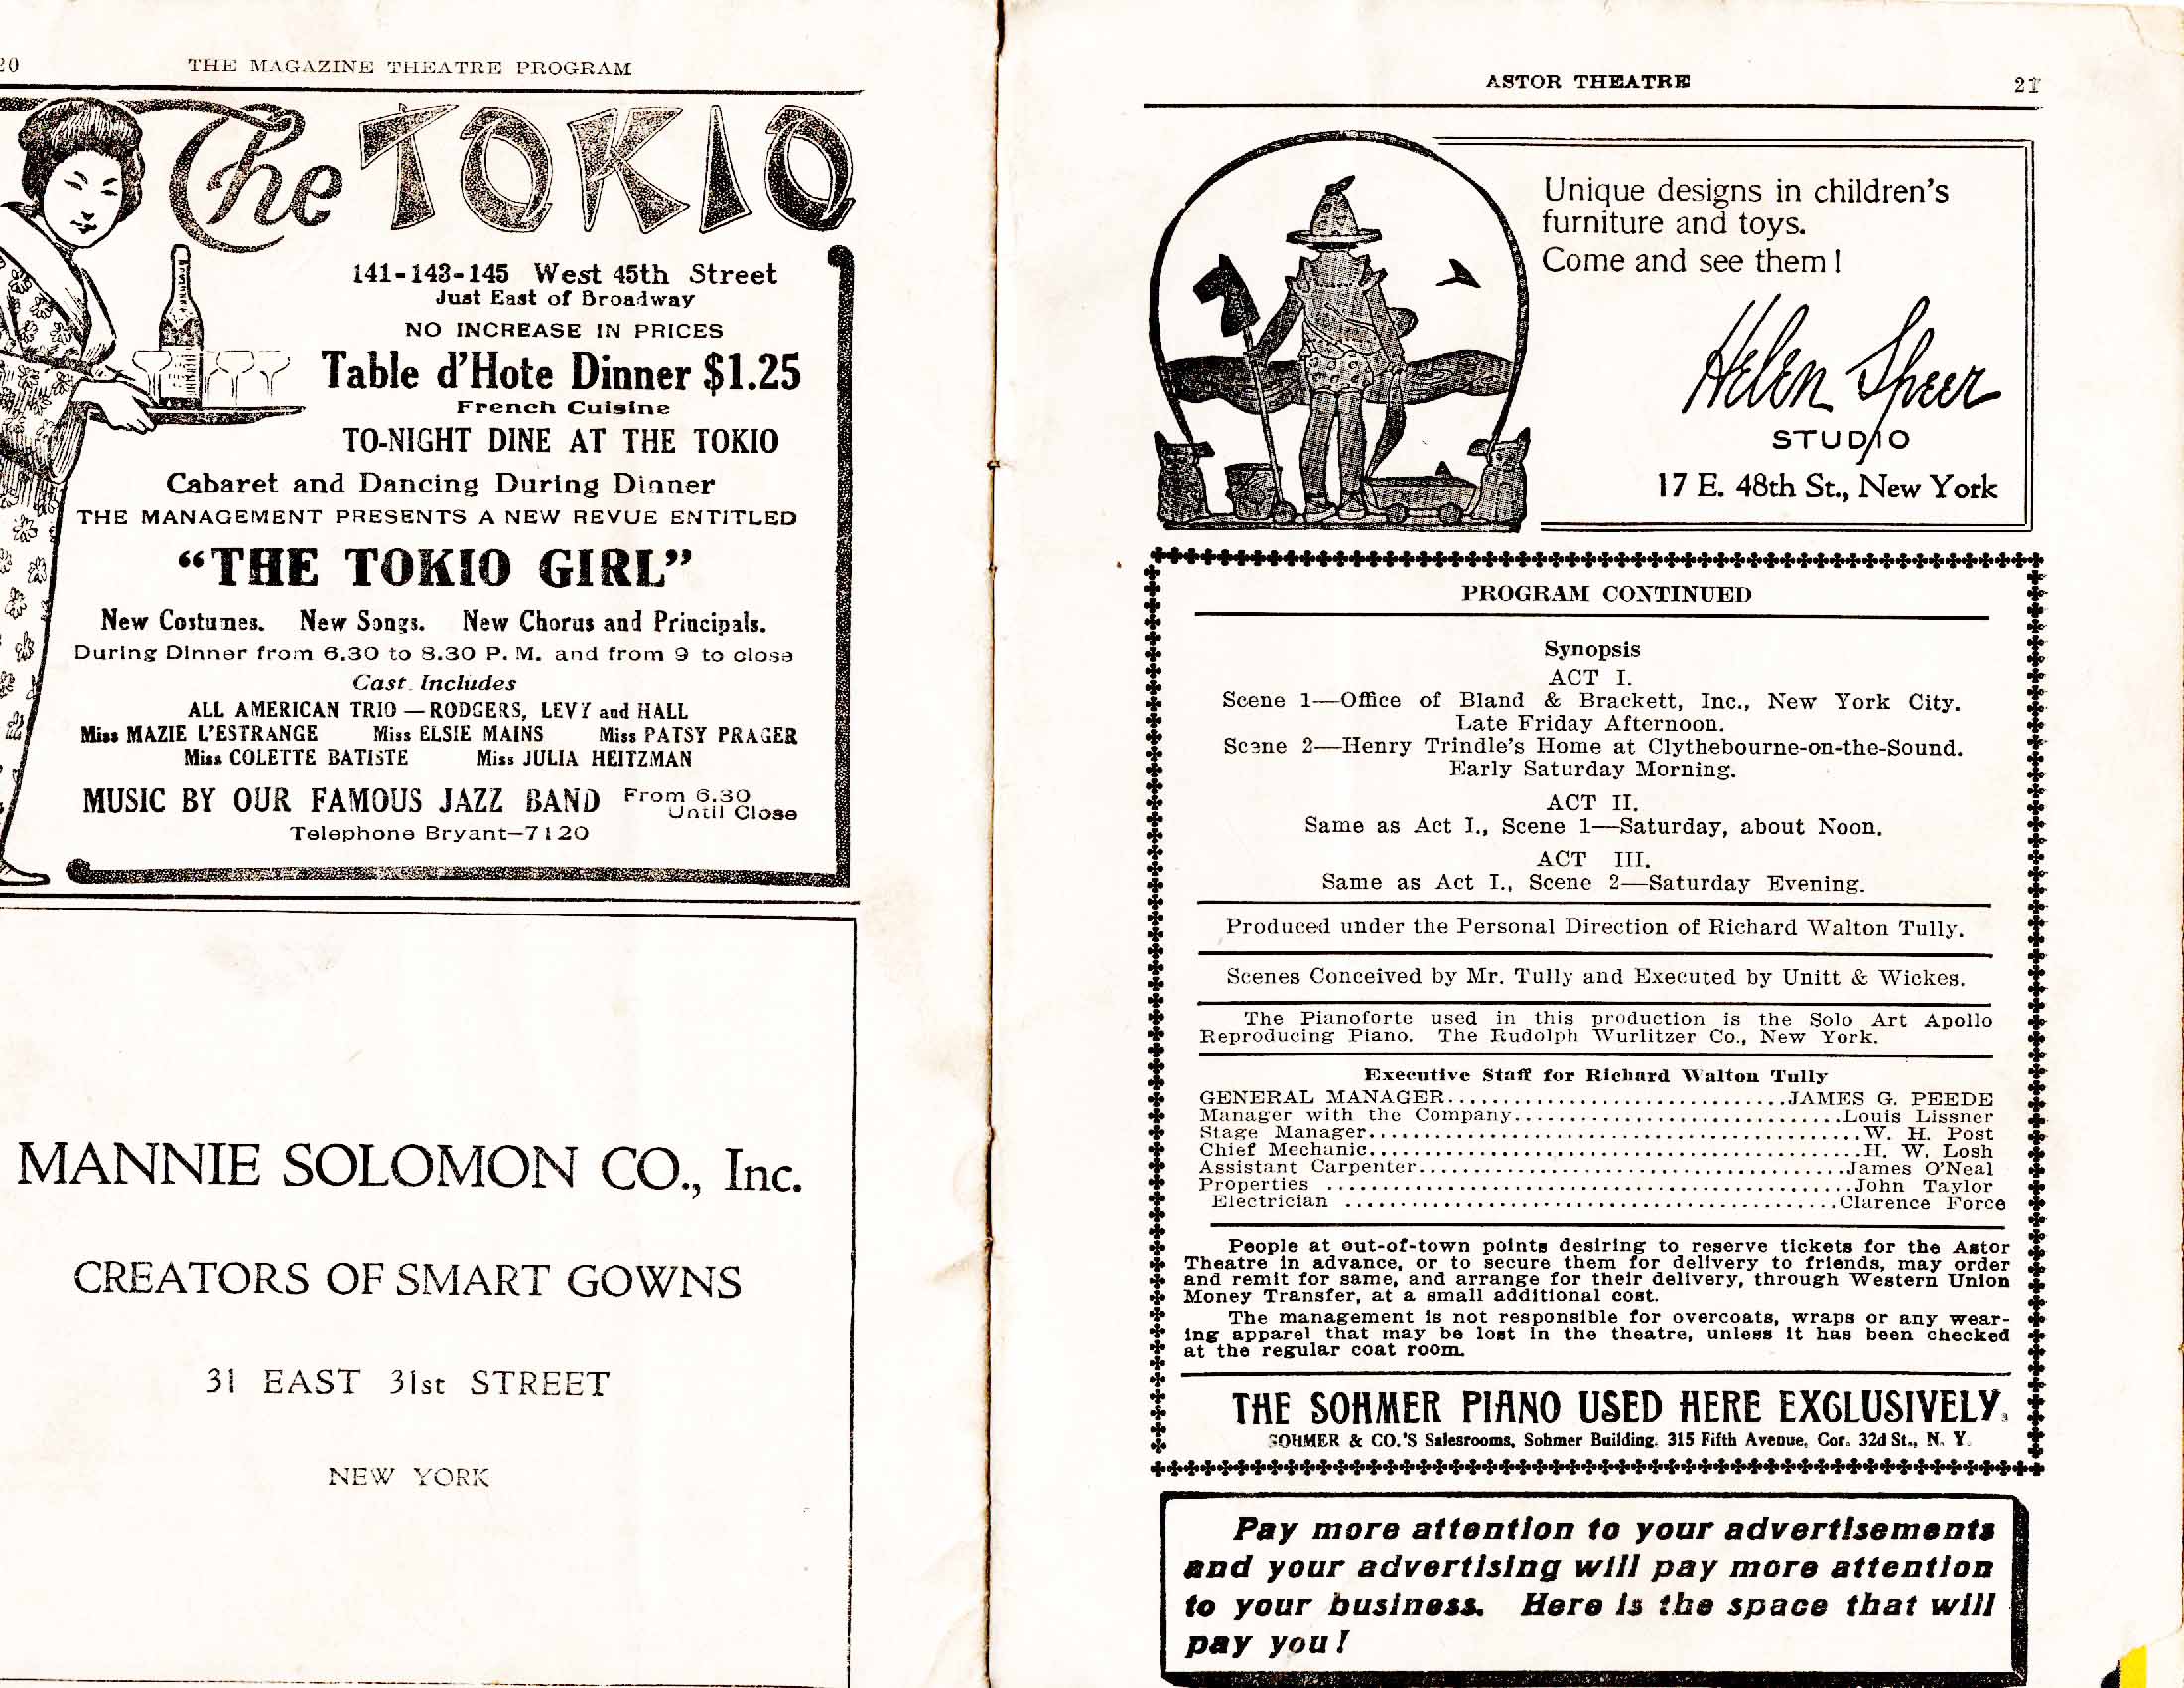 20 THE MAGAZINE THEATRE PROGRAM
The TOKIO
141-143-145 West 45th Street
Just East of Broadway
NO INCREASE IN PRICES
Table d'Hote Dinner $1.25
French Cuisine
TO-NIGHT DINE AT THE TOKIO
Cabaret and Dancing During Dinner
THE MANAGEMENT PRESENTS A NEW REVUE ENTITLED
"THE TOKIO GIRL"
New Costumes. New Songs. New Chorus and Principals.
During Dinner from 6.30 to 8.30 P. M. and from 9 to close
Cast Includes
ALL AMERICAN TRIO — RODGERS, LEVY and HALL
Miss MAZIE L'ESTRANGE Miss ELSIE MAINS Miss PATSY PRAGER
Miss COLETTE BATISTE Miss JULIA HEITZMAN
MUSIC BY OUR FAMOUS JAZZ BAND From 6.30
Until Close
Telephone Bryant—7120
MANNIE SOLOMON CO., Inc.
CREATORS OF SMART GOWNS
31 EAST 31st STREET
NEW YORK
ASTOR THEATRE 21
Unique designs in children's
furniture and toys.
Come and see them!
Helen Speer
STUDIO
17 E. 48th St., New York
PROGRAM CONTINUED
Synopsis
ACT I.
Scene 1—Office of Bland & Brackett, Inc., New York City.
Late Friday Afternoon.
Scene 2—Henry Trindle's Home at Clythebourne-on-the-Sound.
Early Saturday Morning.
ACT II.
Same as Act I., Scene 1—Saturday, about Noon.
ACT III.
Same as Act I., Scene 2—Saturday Evening.
Produced under the Personal Direction of Richard Walton Tully.
Scenes Conceived by Mr. Tully and Executed by Unitt & Wickes.
The Pianoforte used in this production is the Solo Art Apollo
Reproducing Piano. The Rudolph Wurlitzer Co., New York.
Executive Staff for Richard Walton Tully
GENERAL MANAGER..............................JAMES G. PEEDE
Manager with the Company..............................Louis Lissner
Stage Manager..............................W. H. Post
Chief Mechanic..............................H. W. Losh
Assistant Carpenter..............................James O'Neal
Properties ..............................John Taylor
Electrician ..............................Clarence Force
People at out-of-town points desiring to reserve tickets for the Astor
Theatre in advance, or to secure them for delivery to friends, may order
and remit for same, and arrange for their delivery, through Western Union
Money Transfer, at a small additional cost.
The management is not responsible for overcoats, wraps or any wear-
ing apparel that may be lost in the theatre, unless it has been checked
at the regular coat room.
THE SOHMER PIANO USED HERE EXCLUSIVELY.
SOHMER & CO.'S Salesrooms, Sohmer Building, 315 Fifth Avenue, Cor. 32d St., N. Y.
Pay more attention to your advertisements
and your advertising will pay more attention
to your business. Here is the space that will
pay you!